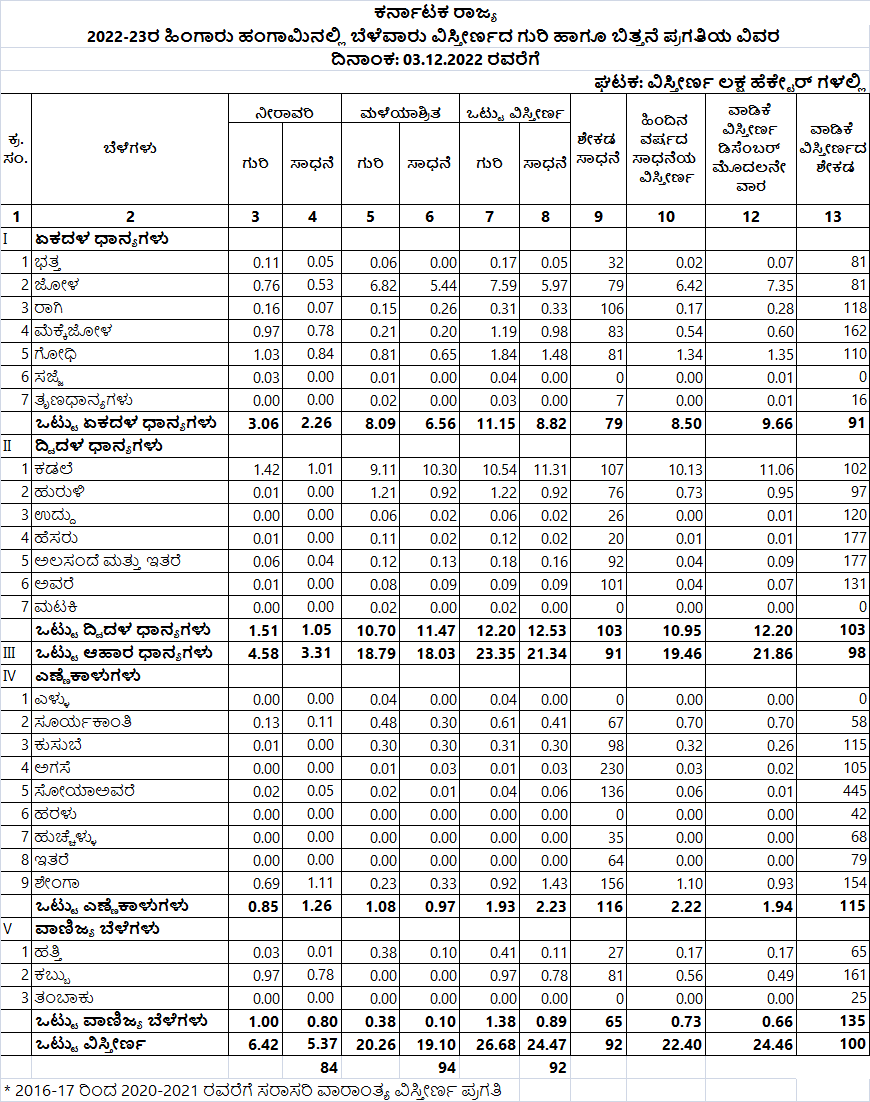 ಕರ್ನಾಟಕ ರಾಜ್ಯ
2022-23ರ ಹಿಂಗಾರು ಹಂಗಾಮಿನಲ್ಲಿ ಬೆಳೆವಾರು ವಿಸ್ತೀರ್ಣದ ಗುರಿ ಹಾಗೂ ಬಿತ್ತನೆ ಪ್ರಗತಿಯ ವಿವರ
ದಿನಾಂಕ: 03.12.2022 ರವರೆಗೆ
ಘಟಕ: ವಿಸ್ತೀರ್ಣ ಲಕ್ಷ ಹೆಕ್ಟೇರ್ ಗಳಲ್ಲಿ
ಕ್ರ. ಸಂ. ಬೆಳೆಗಳು ನೀರಾವರಿ ಮಳೆಯಾಶ್ರಿತ ಒಟ್ಟು ವಿಸ್ತೀರ್ಣ ಶೇಕಡ ಸಾಧನೆ ಹಿಂದಿನ ವರ್ಷದ ಸಾಧನೆಯ ವಿಸ್ತೀರ್ಣ ವಾಡಿಕೆ ವಿಸ್ತೀರ್ಣ ಡಿಸೆಂಬರ್ ಮೊದಲನೇ ವಾರ ವಾಡಿಕೆ ವಿಸ್ತೀರ್ಣದ ಶೇಕಡ
ಗುರಿ ಸಾಧನೆ ಗುರಿ ಸಾಧನೆ ಗುರಿ ಸಾಧನೆ
1 2 3 4 5 6 7 8 9 10 12 13
I ಏಕದಳ ಧಾನ್ಯಗಳು
1 ಭತ್ತ 0.11 0.05 0.06 0.00 0.17 0.05 32 0.02 0.07 81
2 ಜೋಳ 0.76 0.53 6.82 5.44 7.59 5.97 79 6.42 7.35 81
3 ರಾಗಿ 0.16 0.07 0.15 0.26 0.31 0.33 106 0.17 0.28 118
4 ಮೆಕ್ಕೆಜೋಳ 0.97 0.78 0.21 0.20 1.19 0.98 83 0.54 0.60 162
5 ಗೋಧಿ 1.03 0.84 0.81 0.65 1.84 1.48 81 1.34 1.35 110
6 ಸಜ್ಜೆ 0.03 0.00 0.01 0.00 0.04 0.00 0 0.00 0.01 0
7 ತೃಣಧಾನ್ಯಗಳು 0.00 0.00 0.02 0.00 0.03 0.00 7 0.00 0.01 16
ಒಟ್ಟು ಏಕದಳ ಧಾನ್ಯಗಳು 3.06 2.26 8.09 6.56 11.15 8.82 79 8.50 9.66 91
II ದ್ವಿದಳ ಧಾನ್ಯಗಳು
1 ಕಡಲೆ 1.42 1.01 9.11 10.30 10.54 11.31 107 10.13 11.06 102
2 ಹುರುಳಿ 0.01 0.00 1.21 0.92 1.22 0.92 76 0.73 0.95 97
3 ಉದ್ದು 0.00 0.00 0.06 0.02 0.06 0.02 26 0.00 0.01 120
4 ಹೆಸರು 0.01 0.00 0.11 0.02 0.12 0.02 20 0.01 0.01 177
5 ಅಲಸಂದೆ ಮತ್ತು ಇತರೆ 0.06 0.04 0.12 0.13 0.18 0.16 92 0.04 0.09 177
6 ಅವರೆ 0.01 0.00 0.08 0.09 0.09 0.09 101 0.04 0.07 131
7 ಮಟಕಿ 0.00 0.00 0.02 0.00 0.02 0.00 0 0.00 0.00 0
ಒಟ್ಟು ದ್ವಿದಳ ಧಾನ್ಯಗಳು 1.51 1.05 10.70 11.47 12.20 12.53 103 10.95 12.20 103
III ಒಟ್ಟು ಆಹಾರ ಧಾನ್ಯಗಳು 4.58 3.31 18.79 18.03 23.35 21.34 91 19.46 21.86 98
IV ಎಣ್ಣೆಕಾಳುಗಳು
1 ಎಳ್ಳು 0.00 0.00 0.04 0.00 0.04 0.00 0 0.00 0.00 0
2 ಸೂರ್ಯಕಾಂತಿ 0.13 0.11 0.48 0.30 0.61 0.41 67 0.70 0.70 58
3 ಕುಸುಬೆ 0.01 0.00 0.30 0.30 0.31 0.30 98 0.32 0.26 115
4 ಅಗಸೆ 0.00 0.00 0.01 0.03 0.01 0.03 230 0.03 0.02 105
5 ಸೋಯಾಅವರೆ 0.02 0.05 0.02 0.01 0.04 0.06 136 0.06 0.01 445
6 ಹರಳು 0.00 0.00 0.00 0.00 0.00 0.00 0 0.00 0.00 42
7 ಹುಚ್ಚೆಳ್ಳು 0.00 0.00 0.00 0.00 0.00 0.00 35 0.00 0.00 68
8 ಇತರೆ 0.00 0.00 0.00 0.00 0.00 0.00 64 0.00 0.00 79
9 ಶೇಂಗಾ 0.69 1.11 0.23 0.33 0.92 1.43 156 1.10 0.93 154
ಒಟ್ಟು ಎಣ್ಣೆಕಾಳುಗಳು 0.85 1.26 1.08 0.97 1.93 2.23 116 2.22 1.94 115
V ವಾಣಿಜ್ಯ ಬೆಳೆಗಳು
1 ಹತ್ತಿ 0.03 0.01 0.38 0.10 0.41 0.11 27 0.17 0.17 65
2 ಕಬ್ಬು 0.97 0.78 0.00 0.00 0.97 0.78 81 0.56 0.49 161
3 ತಂಬಾಕು 0.00 0.00 0.00 0.00 0.00 0.00 0 0.00 0.00 25
ಒಟ್ಟು ವಾಣಿಜ್ಯ ಬೆಳೆಗಳು 1.00 0.80 0.38 0.10 1.38 0.89 65 0.73 0.66 135
ಒಟ್ಟು ವಿಸ್ತೀರ್ಣ 6.42 5.37 20.26 19.10 26.68 24.47 92 22.40 24.46 100
84 94 92
* 2016-17 ರಿಂದ 2020-2021 ರವರೆಗೆ ಸರಾಸರಿ ವಾರಾಂತ್ಯ ವಿಸ್ತೀರ್ಣ ಪ್ರಗತಿ